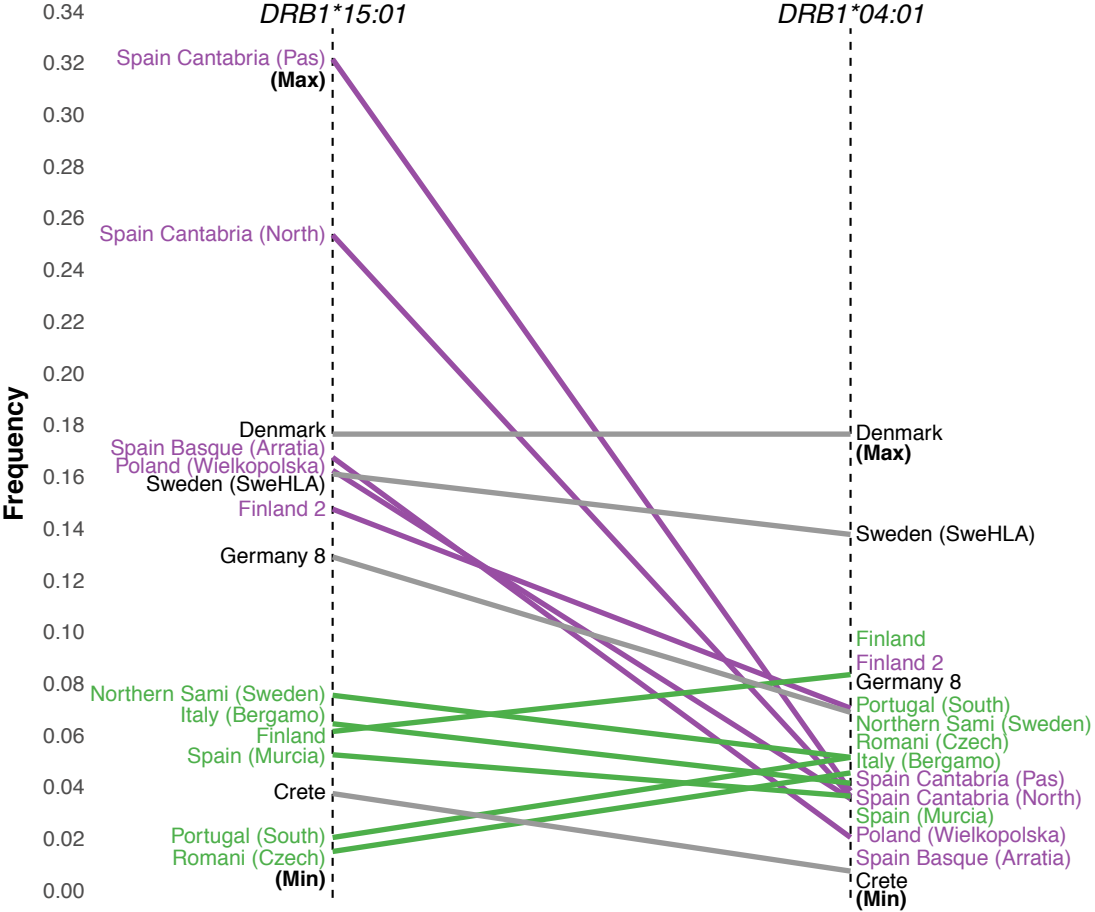 DRB1*15:01
DRB1*04:01
Frequency
0.34
0.32
0.30
0.28
0.26
0.24
0.22
0.20
0.18
0.16
0.14
0.12
0.10
0.08
0.06
0.04
0.02
0.00
Spain Cantabria (Pas)
(Max)
Spain Cantabria (North)
Denmark
Spain Basque (Arratia)
Poland (Wielkopolska)
Sweden (SweHLA)
Finland 2
Germany 8
Northern Sami (Sweden)
Italy (Bergamo)
Finland
Spain (Murcia)
Crete
Portugal (South)
Romani (Czech)
(Min)
Denmark
(Max)
Sweden (SweHLA)
Finland
Finland 2
Germany 8
Portugal (South)
Northern Sami (Sweden)
Romani (Czech)
Italy (Bergamo)
Spain Cantabria (Pas)
Spain Cantabria (North)
Spain (Murcia)
Poland (Wielkopolska)
Spain Basque (Arratia)
Crete
(Min)